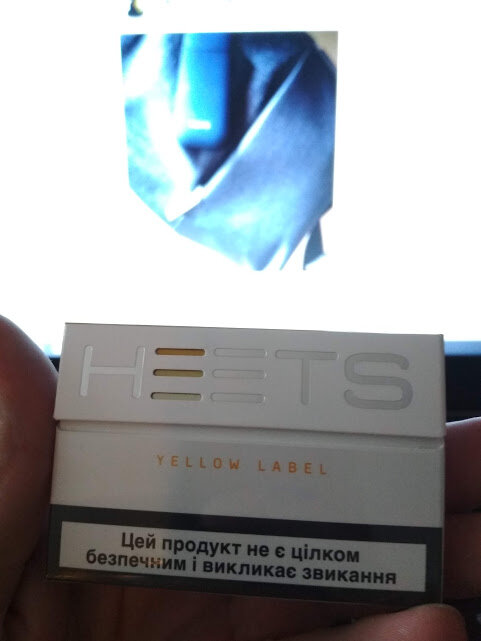 HEETS
YELLOW LABEL
Цей продукт не є цілком
безпечним і викликає звикання